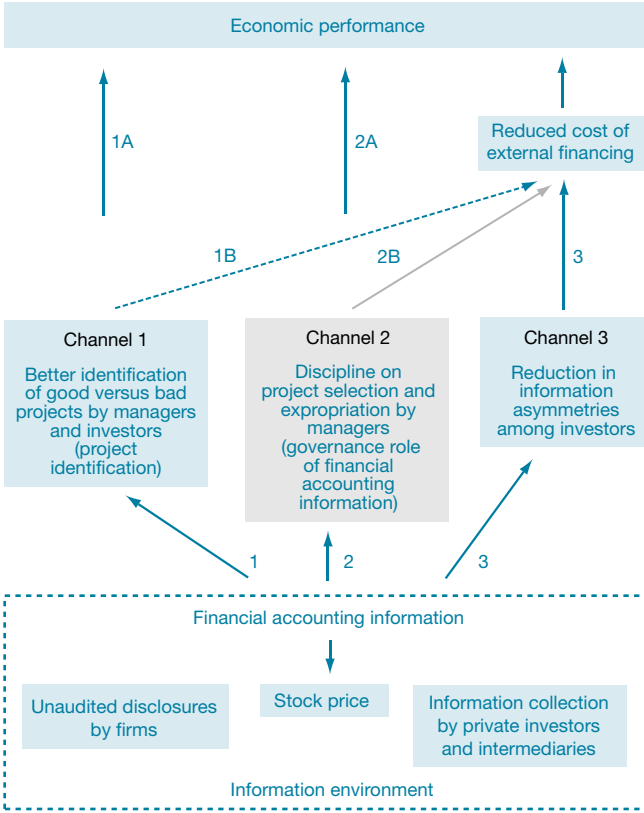 Economic performance
1A
2A
Reduced cost of
external financing
1B
2B
3
Channel 1
Better identification
of good versus bad
projects by managers
and investors
(project
identification)
Channel 2
Discipline on
project selection and
expropriation by
managers
(governance role
of financial
accounting
information)
Channel 3
Reduction in
information
asymmetries
among investors
1
2
3
Financial accounting information
Unaudited disclosures
by firms
Stock price
Information collection
by private investors
and intermediaries
Information environment